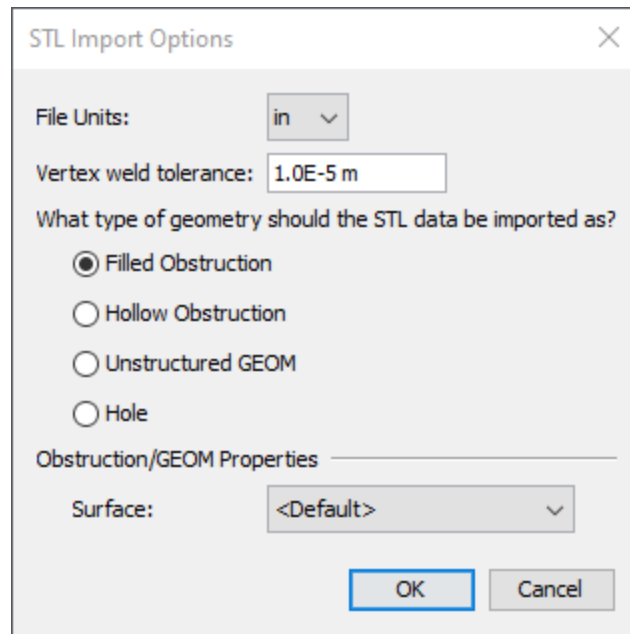 STL Import Options
File Units: in
Vertex weld tolerance: 1.0E-5 m
What type of geometry should the STL data be imported as?
Filled Obstruction
Hollow Obstruction
Unstructured GEOM
Hole
Obstruction/GEOM Properties
Surface: <Default>
OK Cancel